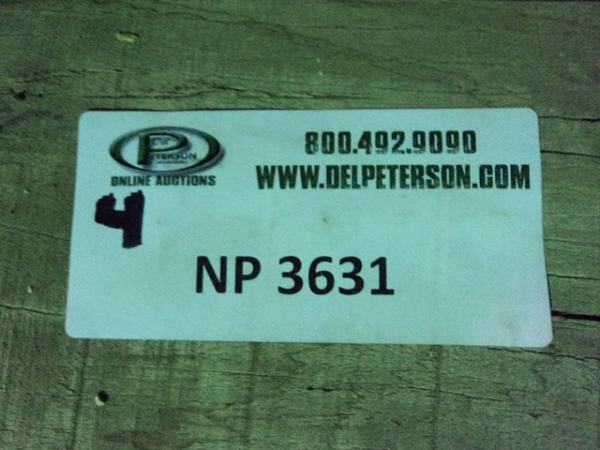 Del
PETERSON
ONLINE AUCTIONS
800.492.9090
WWW.DELPETERSON.COM
4
NP 3631